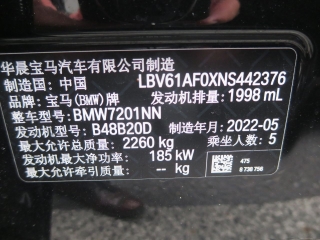 华晨宝马汽车有限公司制造
制造国：中国 LBV61AF0XNS442376
品牌：宝马(BMW)牌 发动机排量：1998 mL
整车型号：BMW7201NN
发动机型号：B48B20D 制造年月：2022-05
最大允许总质量：2260 kg 乘坐人数：5
发动机最大净功率：185 kW
最大允许牵引质量：-- kg
475
8 738 756